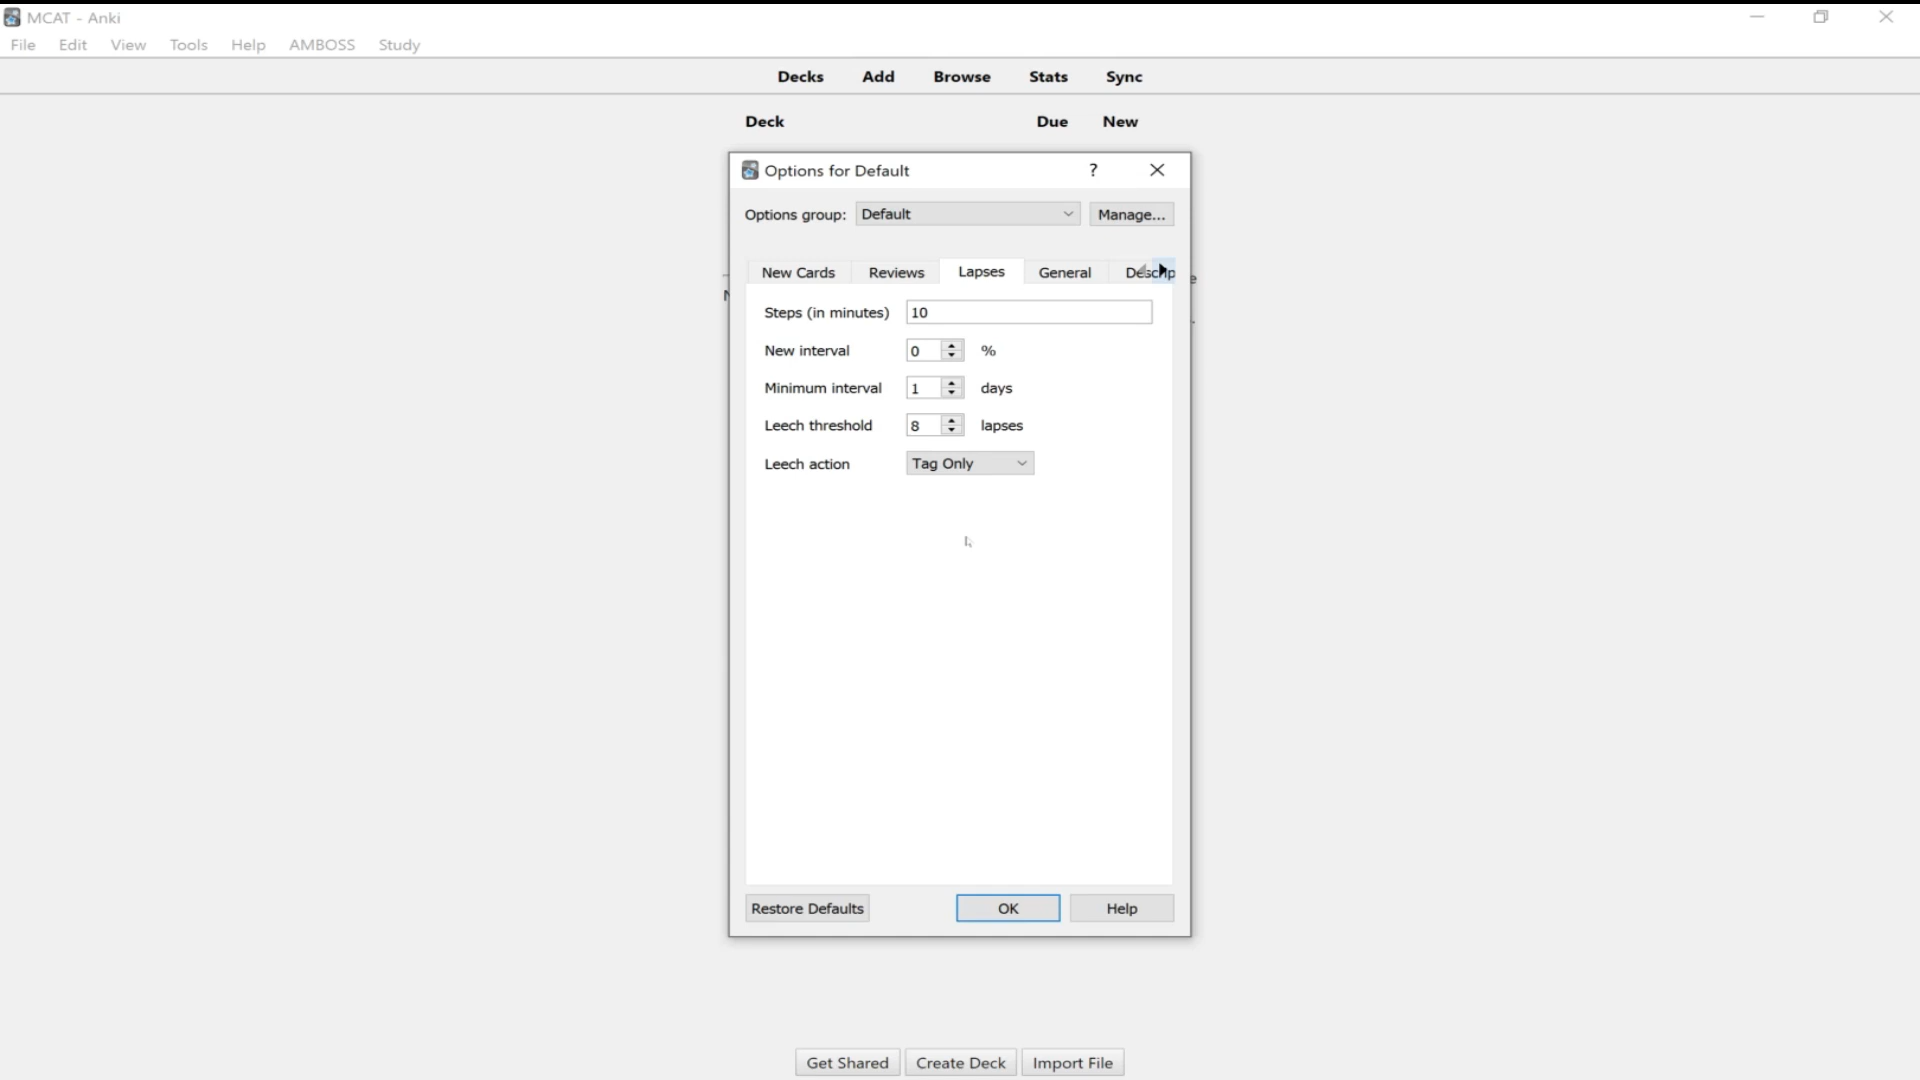 MCAT - Anki
File Edit View Tools Help AMBOSS Study
Decks Add Browse Stats Sync
Deck Due New
Options for Default ?
Options group: Default Manage...
New Cards Reviews Lapses General Descrip
Steps (in minutes) 10
New interval 0 %
Minimum interval 1 days
Leech threshold 8 lapses
Leech action Tag Only
Restore Defaults OK Help
Get Shared Create Deck Import File